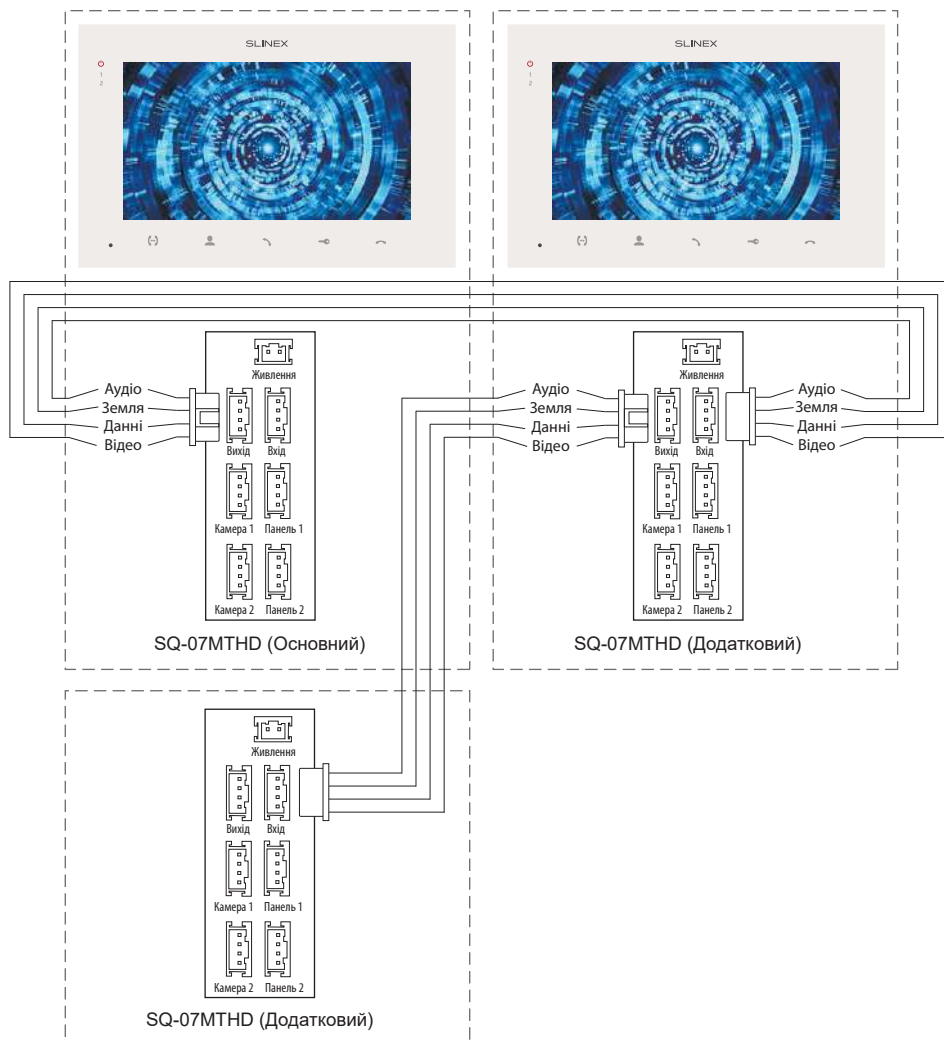 SLINEX
1
2
SLINEX
1
2
Живлення
Аудіо
Земля
Данні
Відео
Вихід
Вхід
Камера 1
Панель 1
Камера 2
Панель 2
SQ-07MTHD (Основний)
Живлення
Аудіо
Земля
Данні
Відео
Вихід
Вхід
Аудіо
Земля
Данні
Відео
Камера 1
Панель 1
Камера 2
Панель 2
SQ-07MTHD (Додатковий)
Живлення
Вихід
Вхід
Камера 1
Панель 1
Камера 2
Панель 2
SQ-07MTHD (Додатковий)